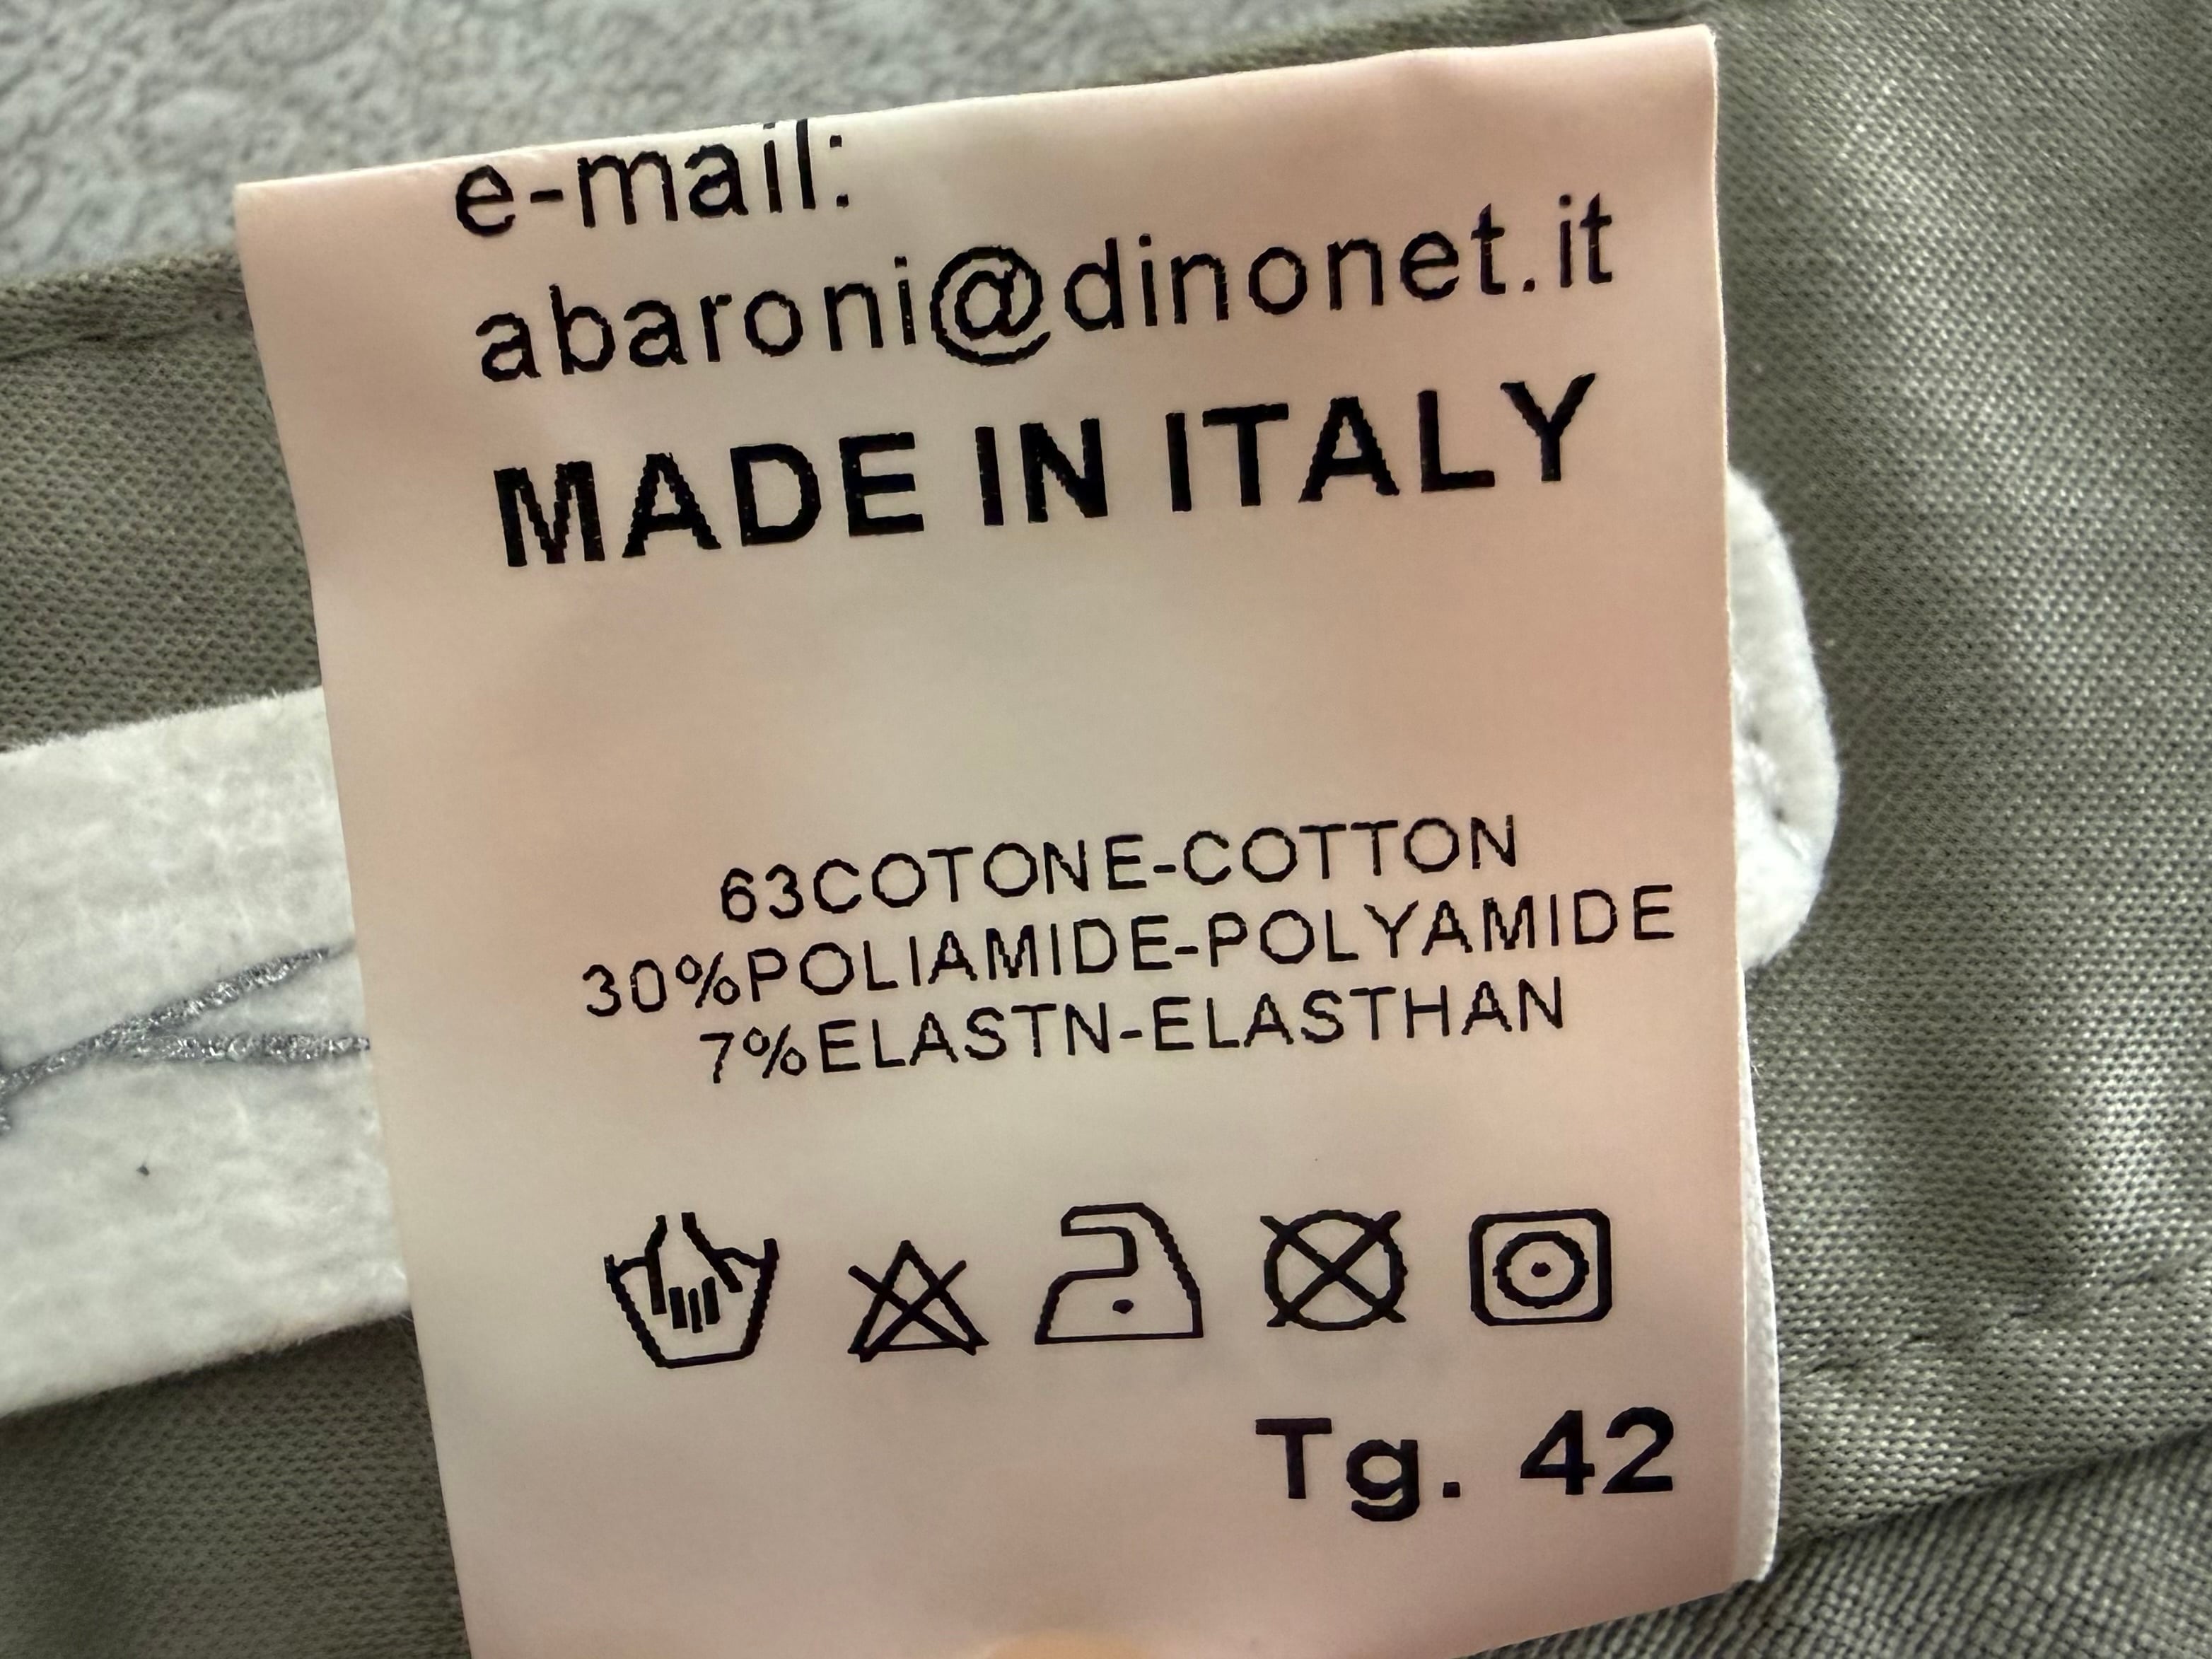 e-mail:
abaroni@dinonet.it
MADE IN ITALY
63COTONE-COTTON
30%POLIAMIDE-POLYAMIDE
7%ELASTN-ELASTHAN
Tg. 42